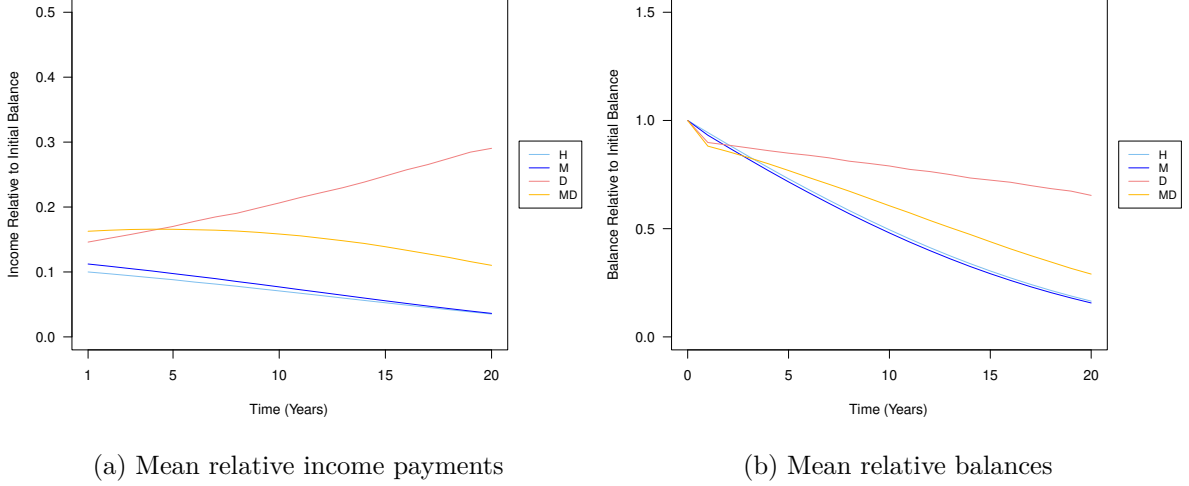 0.5
0.4
0.3
0.2
0.1
0.0
Income Relative to Initial Balance
1
5
10
15
20
Time (Years)
H
M
D
MD
(a) Mean relative income payments
1.5
1.0
0.5
0.0
Balance Relative to Initial Balance
0
5
10
15
20
Time (Years)
H
M
D
MD
(b) Mean relative balances